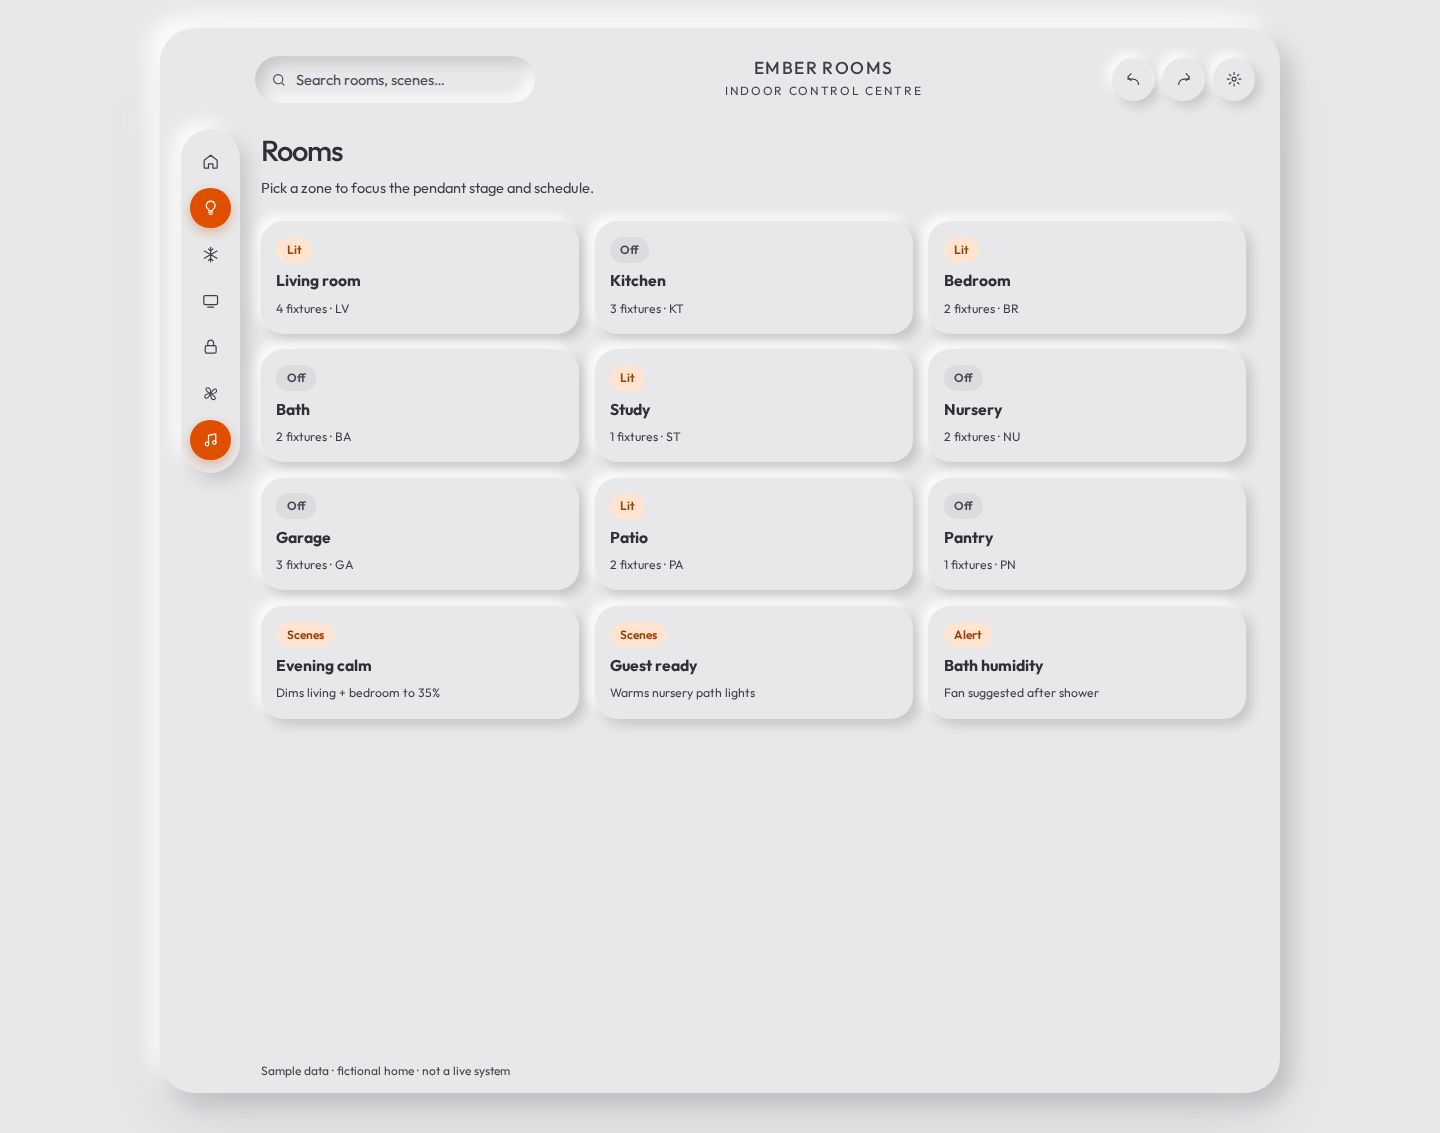 Search rooms, scenes...
EMBER ROOMS
INDOOR CONTROL CENTRE
Rooms
Pick a zone to focus the pendant stage and schedule.
Lit
Living room
4 fixtures · LV
Off
Kitchen
3 fixtures · KT
Lit
Bedroom
2 fixtures · BR
Off
Bath
2 fixtures · BA
Lit
Study
1 fixtures · ST
Off
Nursery
2 fixtures · NU
Off
Garage
3 fixtures · GA
Lit
Patio
2 fixtures · PA
Off
Pantry
1 fixtures · PN
Scenes
Evening calm
Dims living + bedroom to 35%
Scenes
Guest ready
Warms nursery path lights
Alert
Bath humidity
Fan suggested after shower
Sample data · fictional home · not a live system